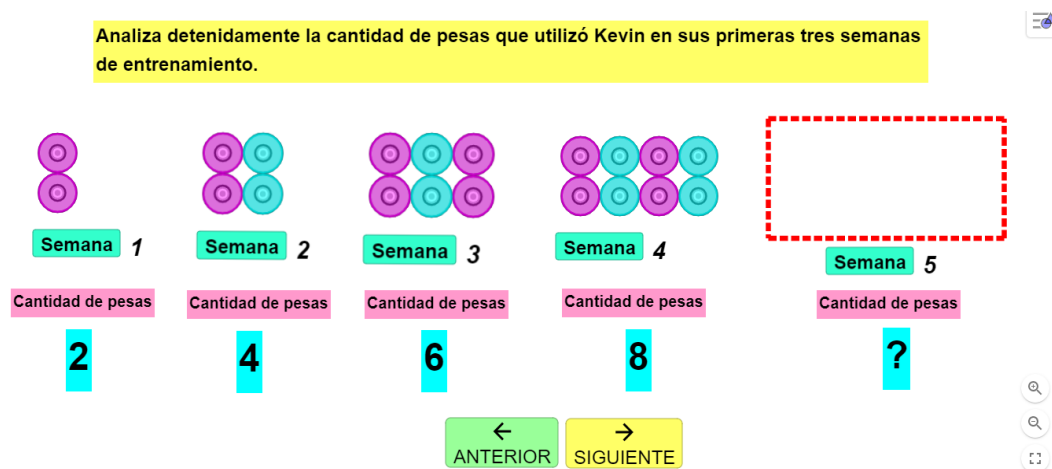 Analiza detenidamente la cantidad de pesas que utilizó Kevin en sus primeras tres semanas
de entrenamiento.
Semana 1
Semana 2
Semana 3
Semana 4
Semana 5
Cantidad de pesas
Cantidad de pesas
Cantidad de pesas
Cantidad de pesas
Cantidad de pesas
2
4
6
8
?
ANTERIOR
SIGUIENTE